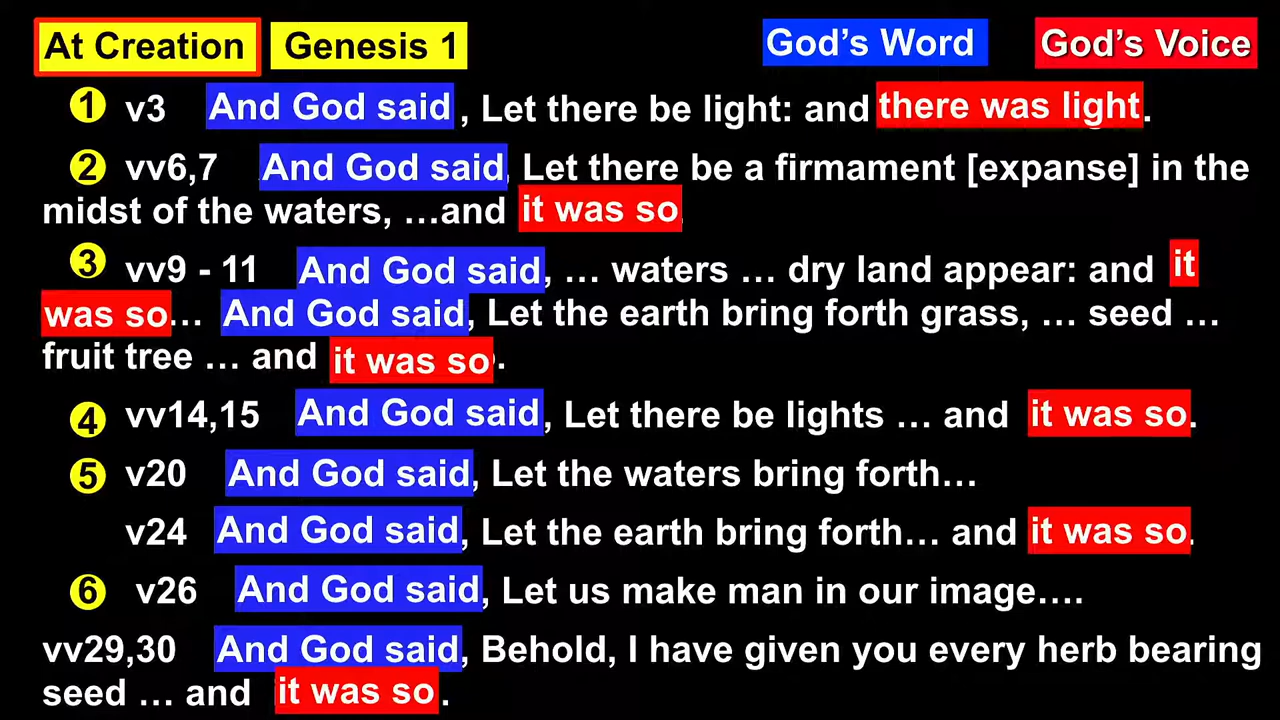 At Creation Genesis 1 God’s Word God’s Voice
1 v3 And God said, Let there be light: and there was light.
2 vv6,7 And God said, Let there be a firmament [expanse] in the
midst of the waters, …and it was so.
3 vv9 - 11 And God said, … waters … dry land appear: and it
was so… And God said, Let the earth bring forth grass, … seed …
fruit tree … and it was so.
4 vv14,15 And God said, Let there be lights … and it was so.
5 v20 And God said, Let the waters bring forth…
v24 And God said, Let the earth bring forth… and it was so.
6 v26 And God said, Let us make man in our image….
vv29,30 And God said, Behold, I have given you every herb bearing
seed … and it was so.